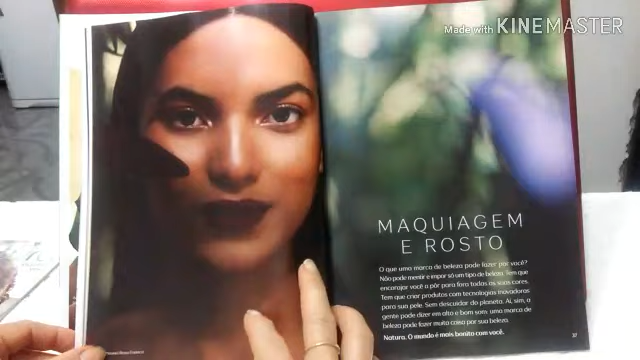 Made with KINEMASTER
MAQUIAGEM
E ROSTO
O que uma marca de beleza pode fazer por você?
Não pode mentir e impor só um tipo de beleza. Tem que
encorajar você a pôr para fora todas as suas cores.
Tem que criar produtos com tecnologias inovadoras
para sua pele. Sem descuidar do planeta. Aí, sim, a
gente pode dizer em alto e bom som: uma marca de
beleza pode fazer muita coisa por sua beleza.
Natura. O mundo é mais bonito com você.
37